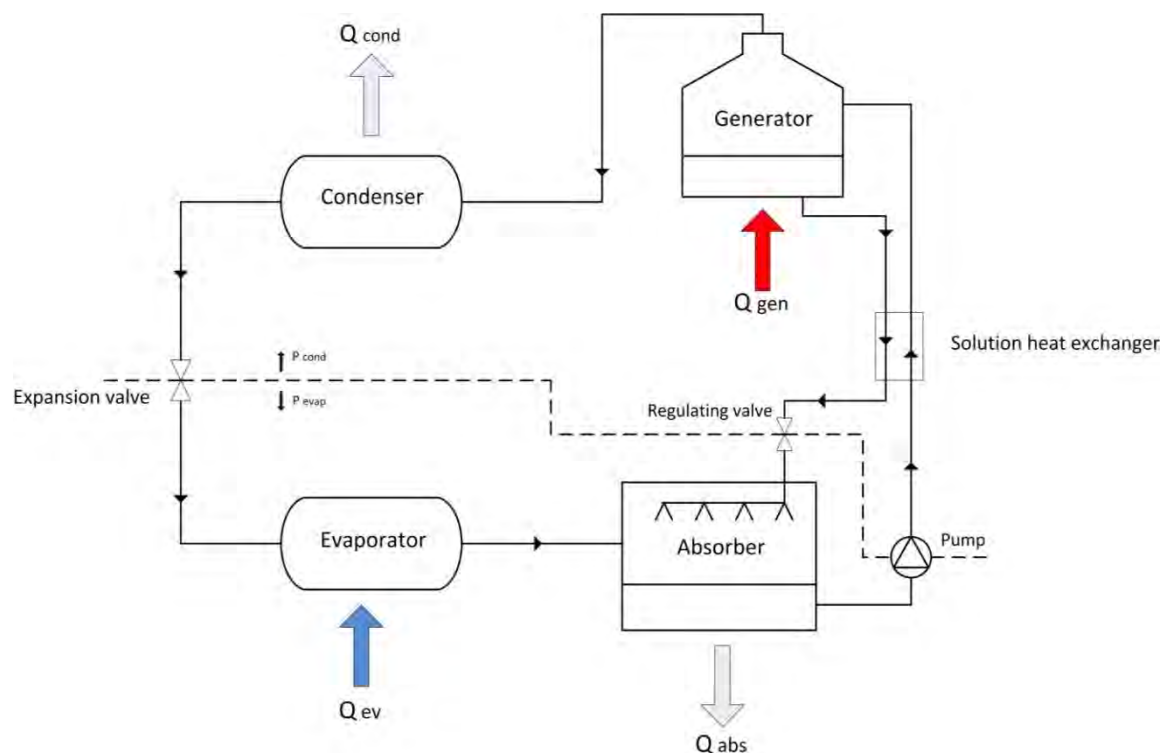 Q cond
Generator
Condenser
Q gen
Solution heat exchanger
P cond
Expansion valve
P evap
Regulating valve
Evaporator
Absorber
Pump
Q ev
Q abs